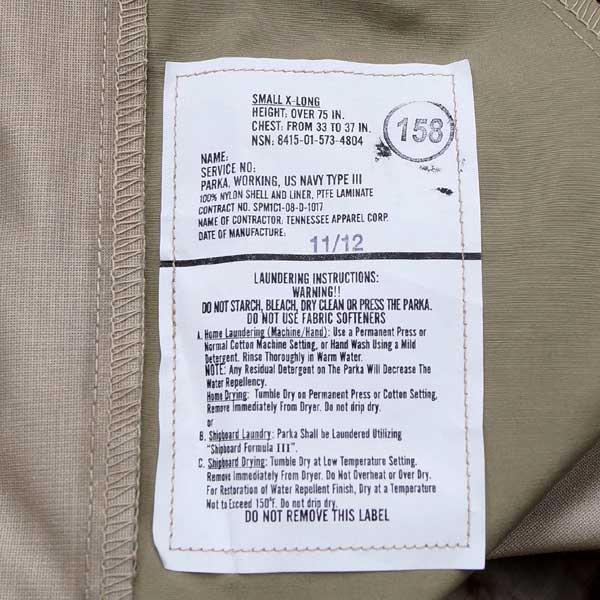 SMALL X-LONG
HEIGHT: OVER 75 IN.
CHEST: FROM 33 TO 37 IN.
NSN: 8415-01-573-4804
158
NAME:
SERVICE NO:
PARKA, WORKING, US NAVY TYPE III
100% NYLON SHELL AND LINER, PTFE LAMINATE
CONTRACT NO. SPM1C1-08-D-1017
NAME OF CONTRACTOR. TENNESSEE APPAREL CORP.
DATE OF MANUFACTURE:
11/12
LAUNDERING INSTRUCTIONS:
WARNING!!
DO NOT STARCH, BLEACH, DRY CLEAN OR PRESS THE PARKA.
DO NOT USE FABRIC SOFTENERS
A. Home Laundering (Machine/Hand): Use a Permanent Press or
Normal Cotton Machine Setting, or Hand Wash Using a Mild
Detergent. Rinse Thoroughly in Warm Water.
NOTE: Any Residual Detergent on The Parka Will Decrease The
Water Repellency.
Home Drying: Tumble Dry on Permanent Press or Cotton Setting,
Remove Immediately From Dryer. Do not drip dry.
or
B. Shipboard Laundry: Parka Shall be Laundered Utilizing
"Shipboard Formula III".
C. Shipboard Drying: Tumble Dry at Low Temperature Setting.
Remove Immediately From Dryer. Do Not Overheat or Over Dry.
For Restoration of Water Repellent Finish, Dry at a Temperature
Not to Exceed 150°F. Do not drip dry.
DO NOT REMOVE THIS LABEL